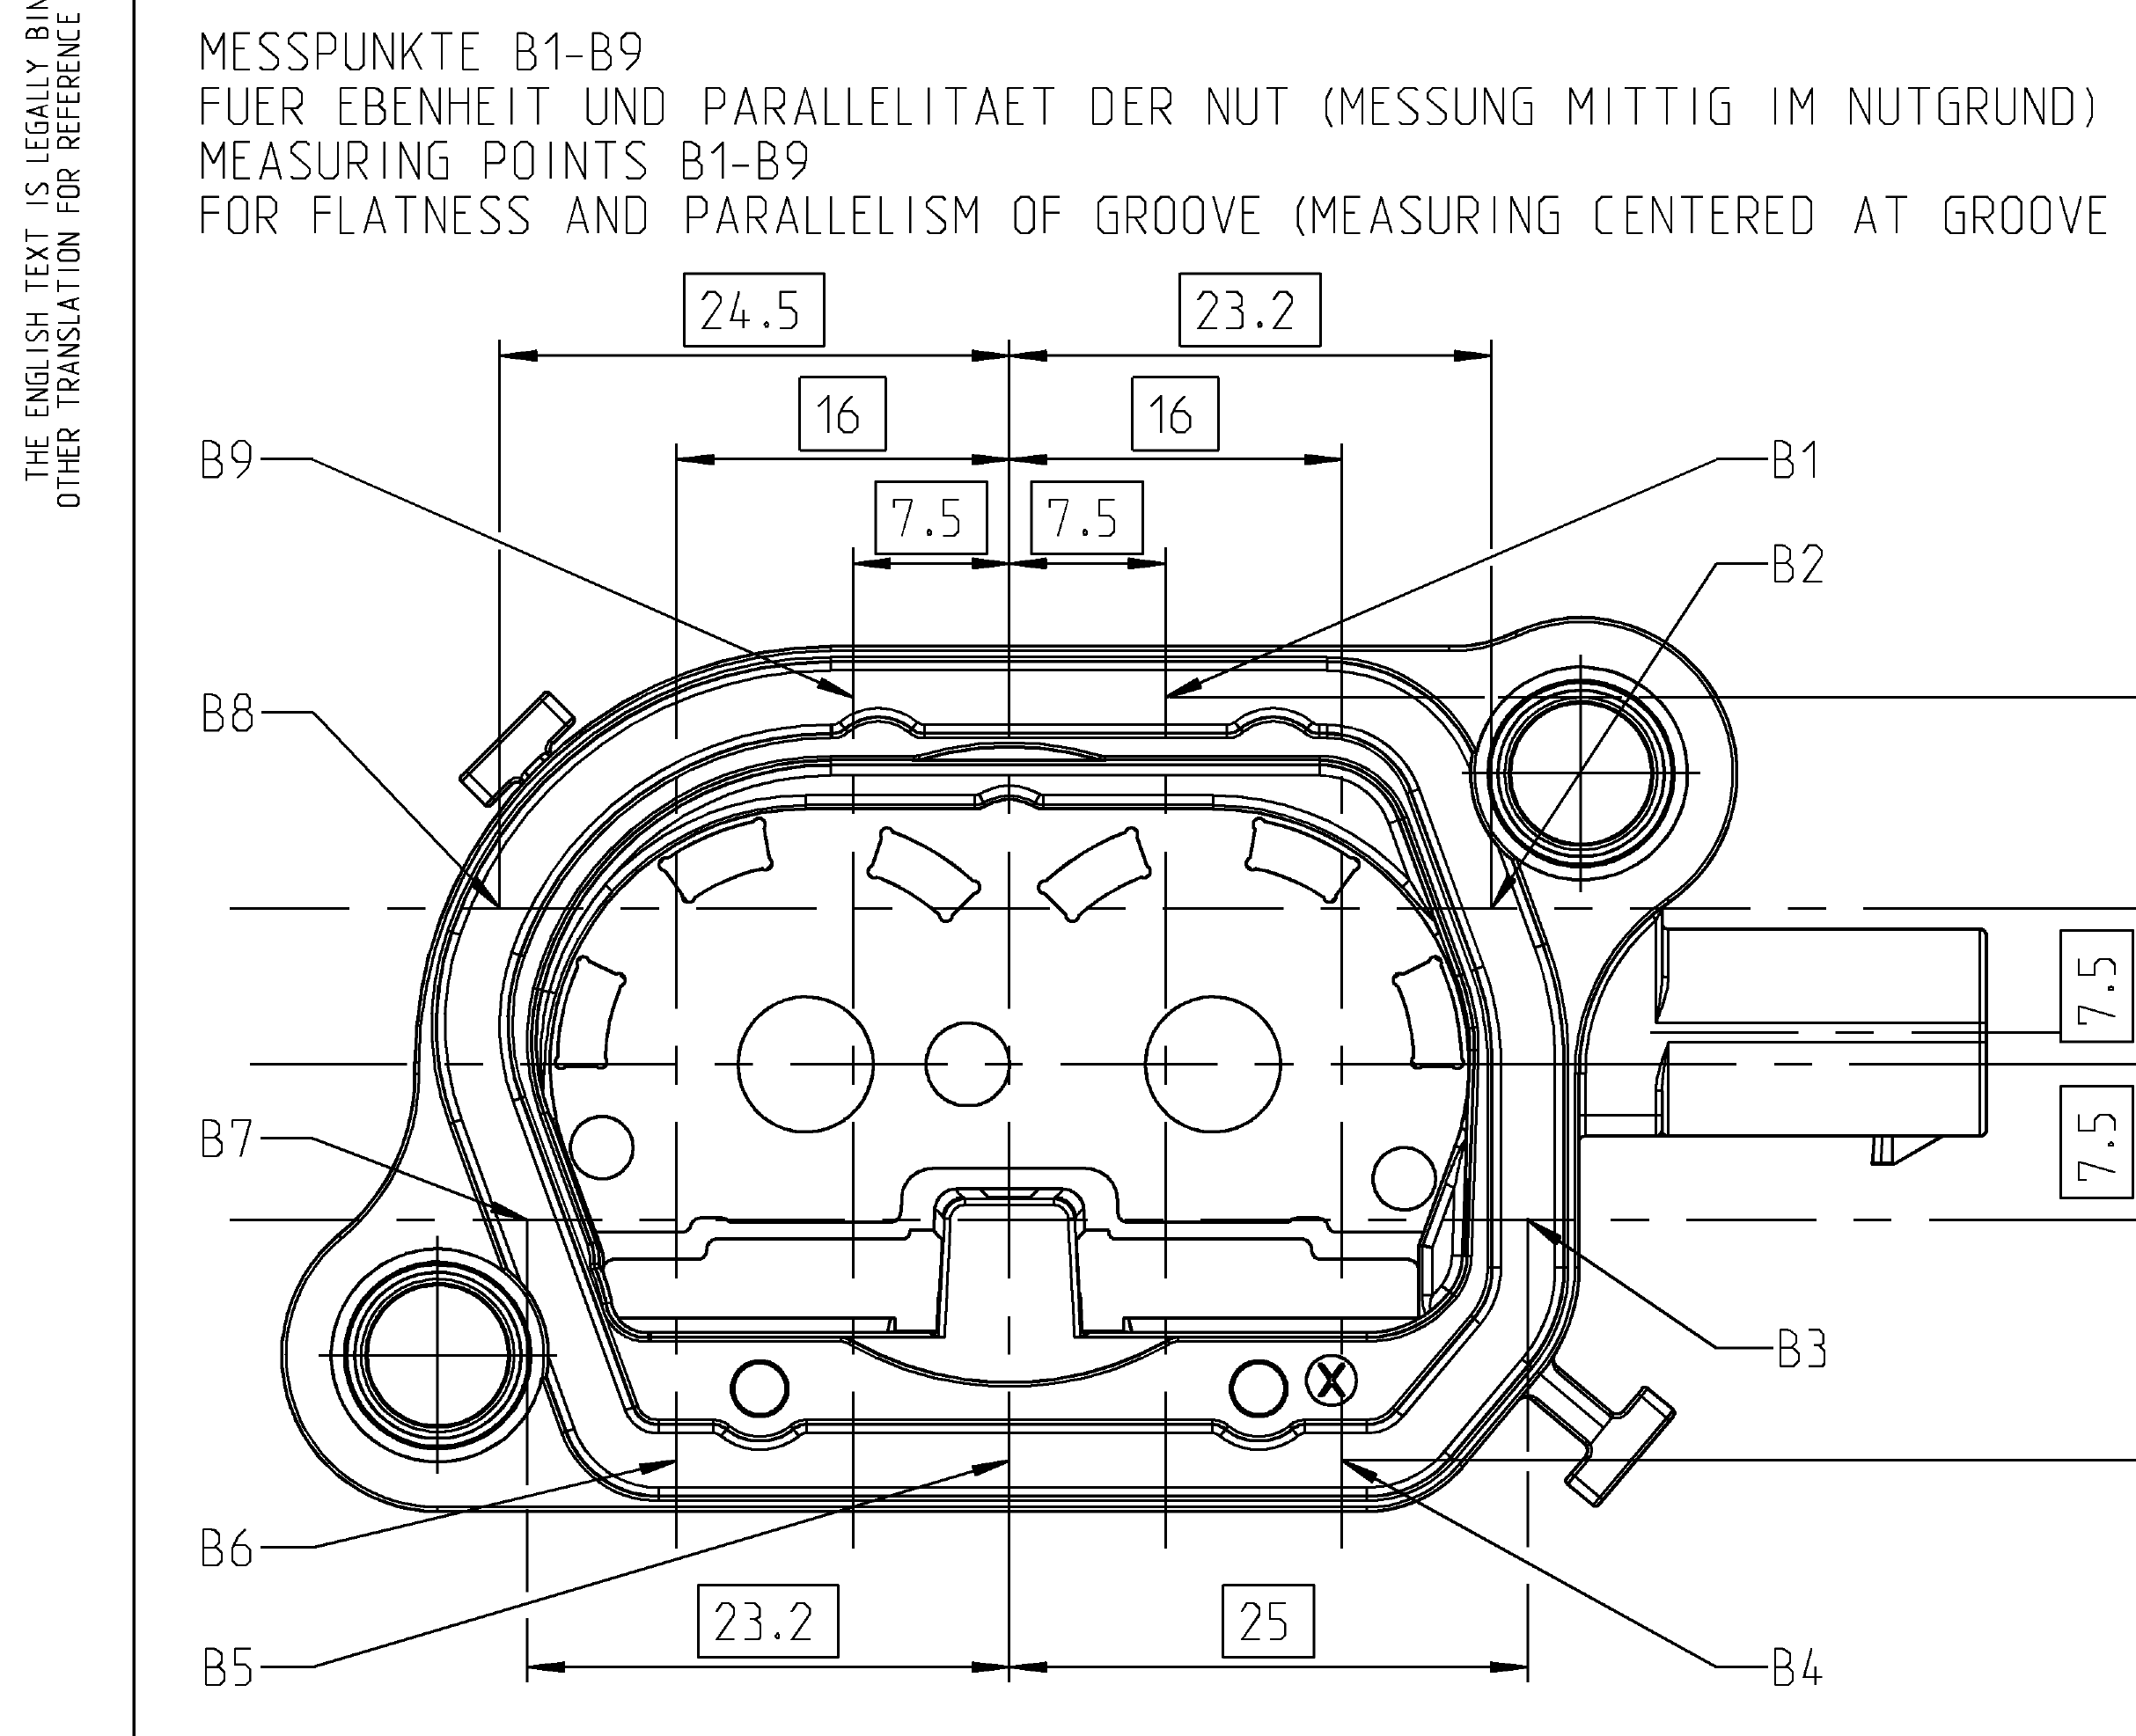 THE ENGLISH TEXT IS LEGALLY
OTHER TRANSLATION FOR REFERENCE
MESSPUNKTE B1-B9
FUER EBENHEIT UND PARALLELITAET DER NUT (MESSUNG MITTIG IM NUTGRUND)
MEASURING POINTS B1-B9
FOR FLATNESS AND PARALLELISM OF GROOVE (MEASURING CENTERED AT GROOVE
24.5 23.2
16 16
B9 B1
7.5 7.5
B2
B8
7.5
B7 7.5
B3
X
B6
23.2 25
B5 B4